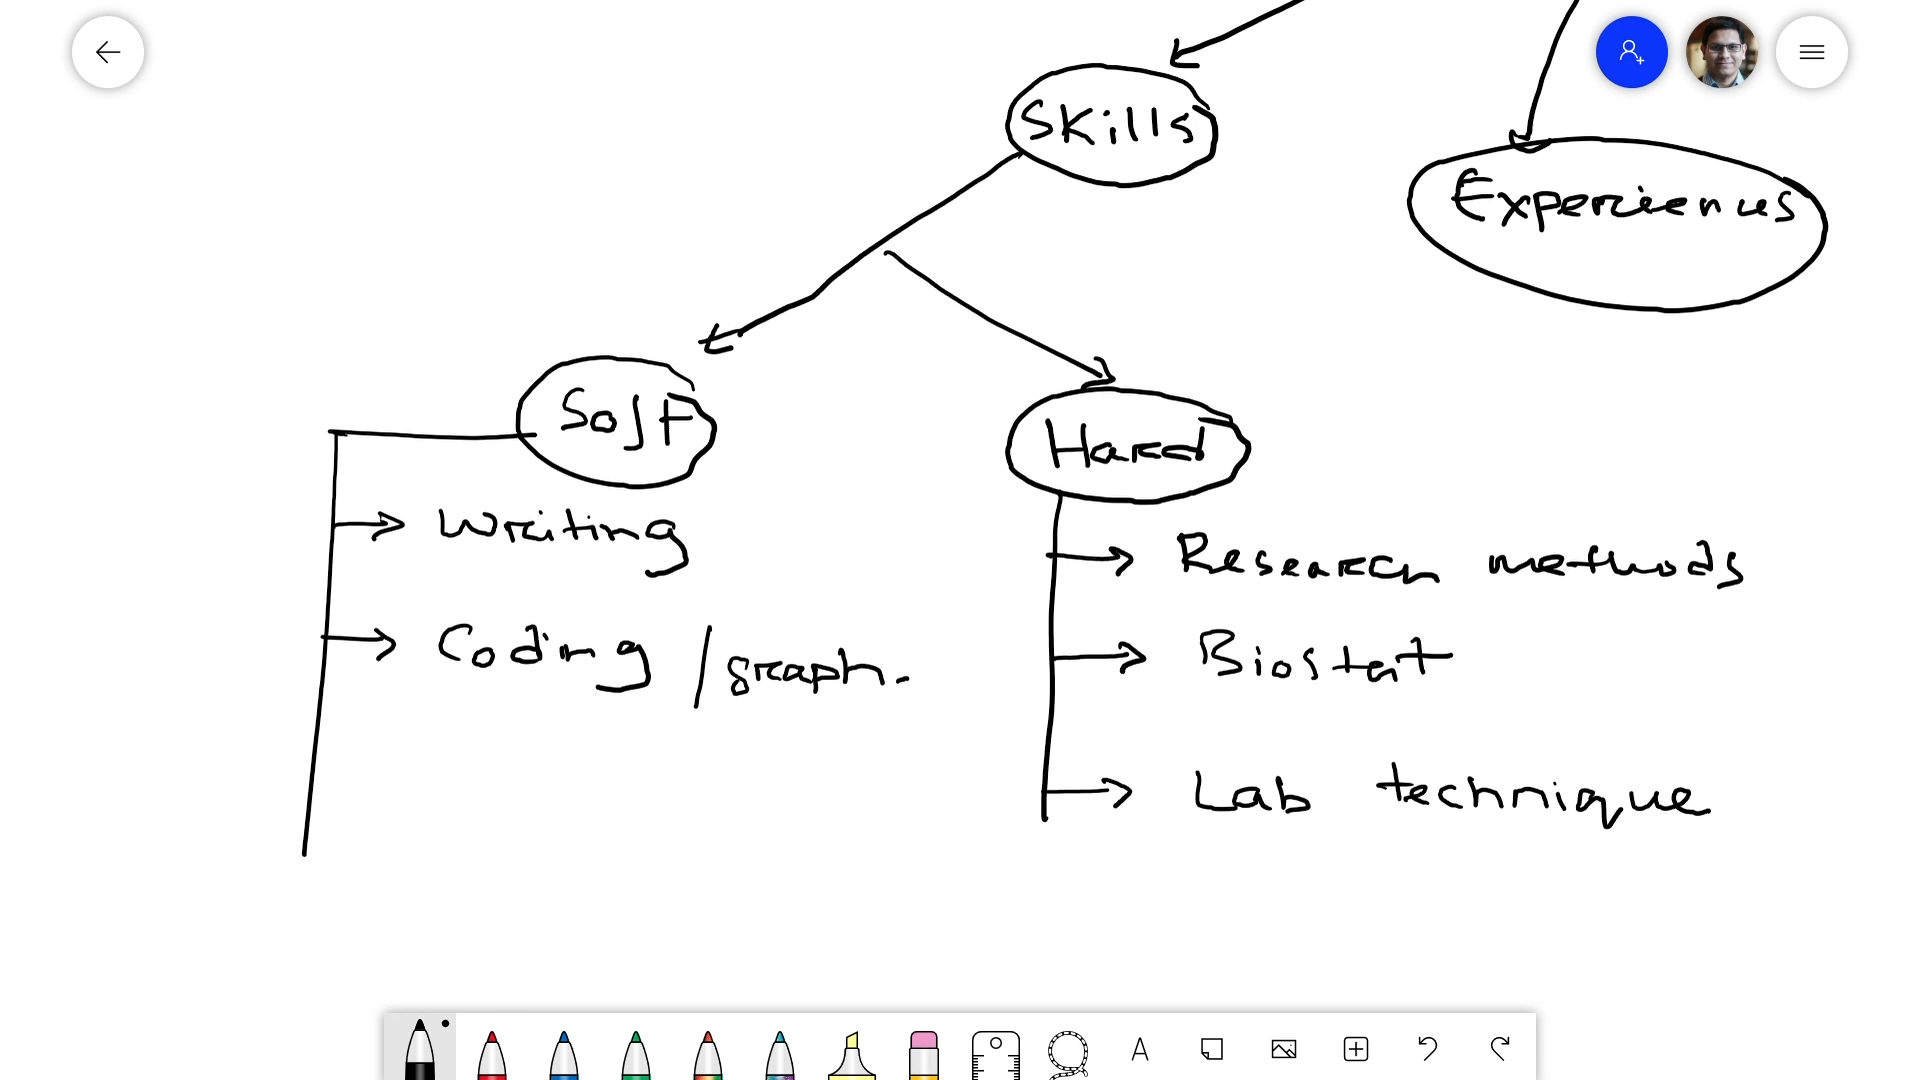 Skills
Experiences
Soft
Hard
Writing
Research methods
Coding / graph.
Biostat
Lab technique
A